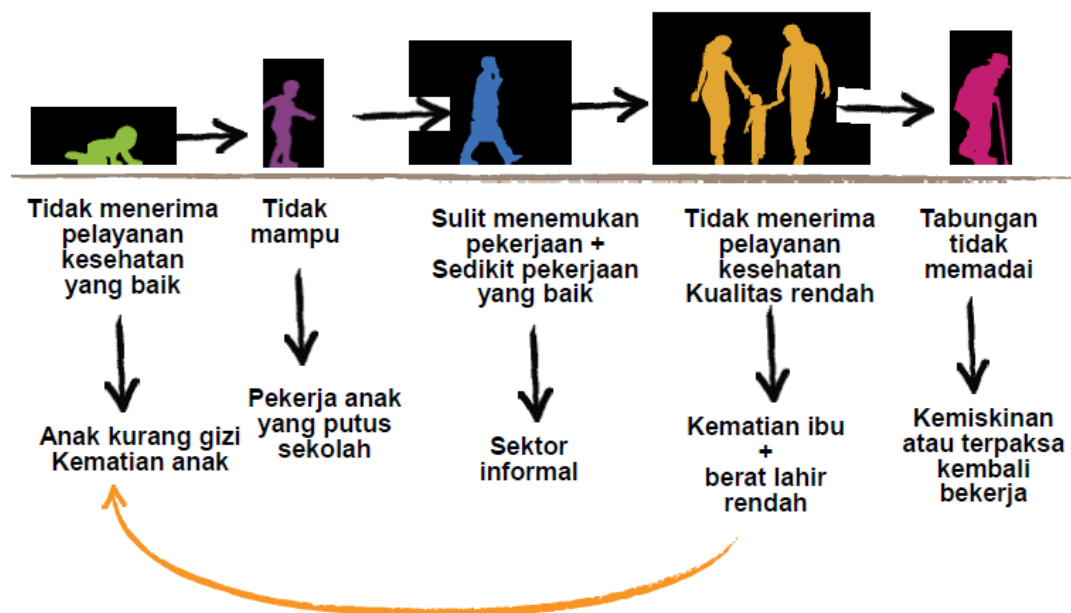 Tidak menerima
pelayanan
kesehatan
yang baik
Tidak
mampu
Sulit menemukan
pekerjaan +
Sedikit pekerjaan
yang baik
Tidak menerima
pelayanan
kesehatan
Kualitas rendah
Tabungan
tidak
memadai
Anak kurang gizi
Kematian anak
Pekerja anak
yang putus
sekolah
Sektor
informal
Kematian ibu
+
berat lahir
rendah
Kemiskinan
atau terpaksa
kembali
bekerja